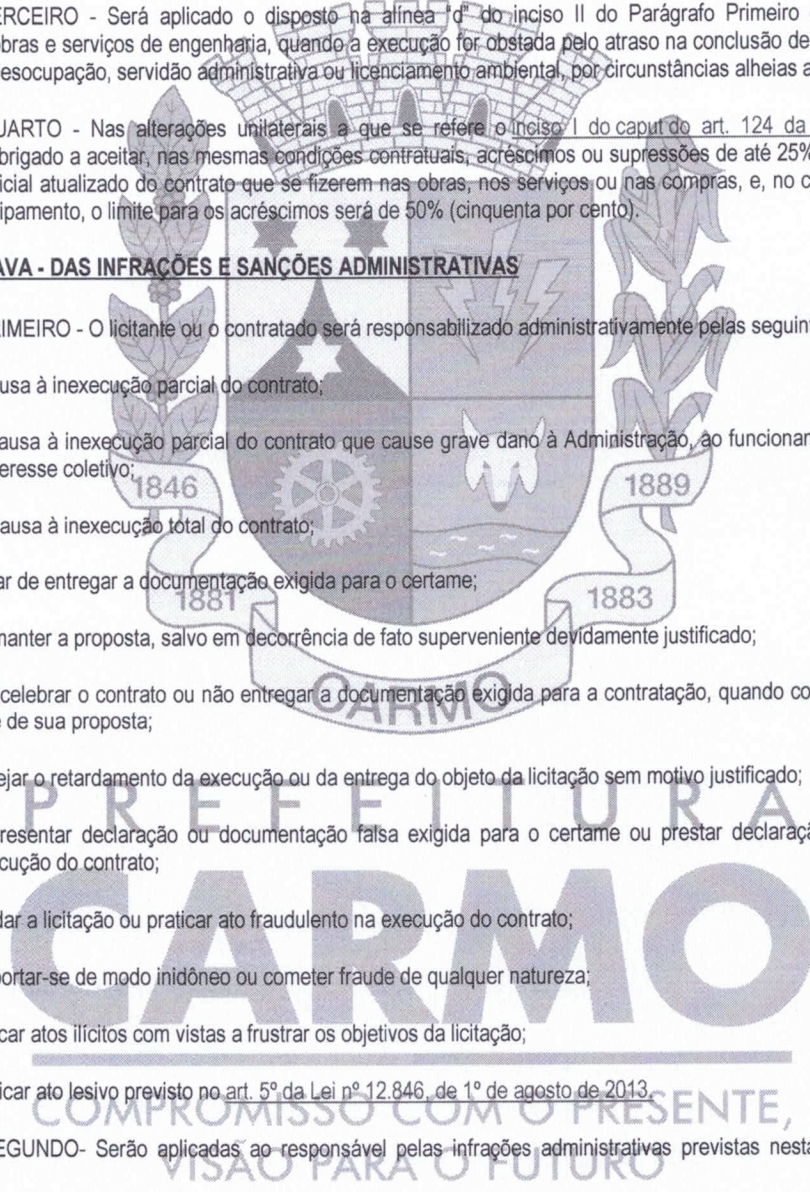 ERCEIRO - Será aplicado o disposto na alínea "d" do inciso II do Parágrafo Primeiro
bras e serviços de engenharia, quando a execução for obstada pelo atraso na conclusão de
esocupação, servidão administrativa ou licenciamento ambiental, por circunstâncias alheias a
UARTO - Nas alterações unilaterais a que se refere o inciso I do caput do art. 124 da
brigado a aceitar, nas mesmas condições contratuais, acréscimos ou supressões de até 25%
icial atualizado do contrato que se fizerem nas obras, nos serviços ou nas compras, e, no c
ipamento, o limite para os acréscimos será de 50% (cinquenta por cento).
AVA - DAS INFRAÇÕES E SANÇÕES ADMINISTRATIVAS
RIMEIRO - O licitante ou o contratado será responsabilizado administrativamente pelas seguin
usa à inexecução parcial do contrato;
ausa à inexecução parcial do contrato que cause grave dano à Administração, ao funcionar
eresse coletivo;
1846
1889
ausa à inexecução total do contrato;
ar de entregar a documentação exigida para o certame;
1881
1883
manter a proposta, salvo em decorrência de fato superveniente devidamente justificado;
celebrar o contrato ou não entregar a documentação exigida para a contratação, quando co
CARMO
e de sua proposta;
ejar o retardamento da execução ou da entrega do objeto da licitação sem motivo justificado;
PREFEITURA
resentar declaração ou documentação falsa exigida para o certame ou prestar declaraçã
cução do contrato;
dar a licitação ou praticar ato fraudulento na execução do contrato;
CARMO
portar-se de modo inidôneo ou cometer fraude de qualquer natureza;
car atos ilícitos com vistas a frustrar os objetivos da licitação;
icar ato lesivo previsto no art. 5º da Lei nº 12.846, de 1º de agosto de 2013.
COMPROMISSO COM O PRESENTE,
EGUNDO- Serão aplicadas ao responsável pelas infrações administrativas previstas nesta
VISÃO PARA O FUTURO